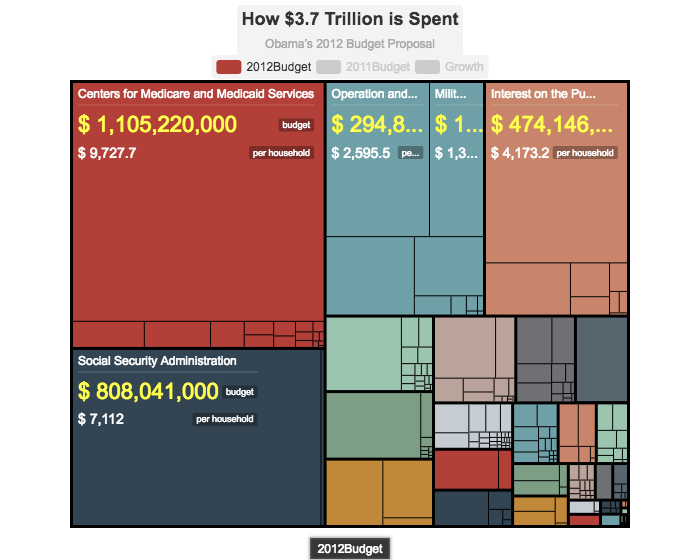 How $3.7 Trillion is Spent
Obama's 2012 Budget Proposal
2012Budget 2011Budget Growth
Centers for Medicare and Medicaid Services
$ 1,105,220,000 budget
$ 9,727.7 per household
Operation and...
$ 294,8...
$ 2,595.5 pe...
Milit...
$ 1...
$ 1,3...
Interest on the Pu...
$ 474,146,...
$ 4,173.2 per household
Social Security Administration
$ 808,041,000 budget
$ 7,112 per household
2012Budget